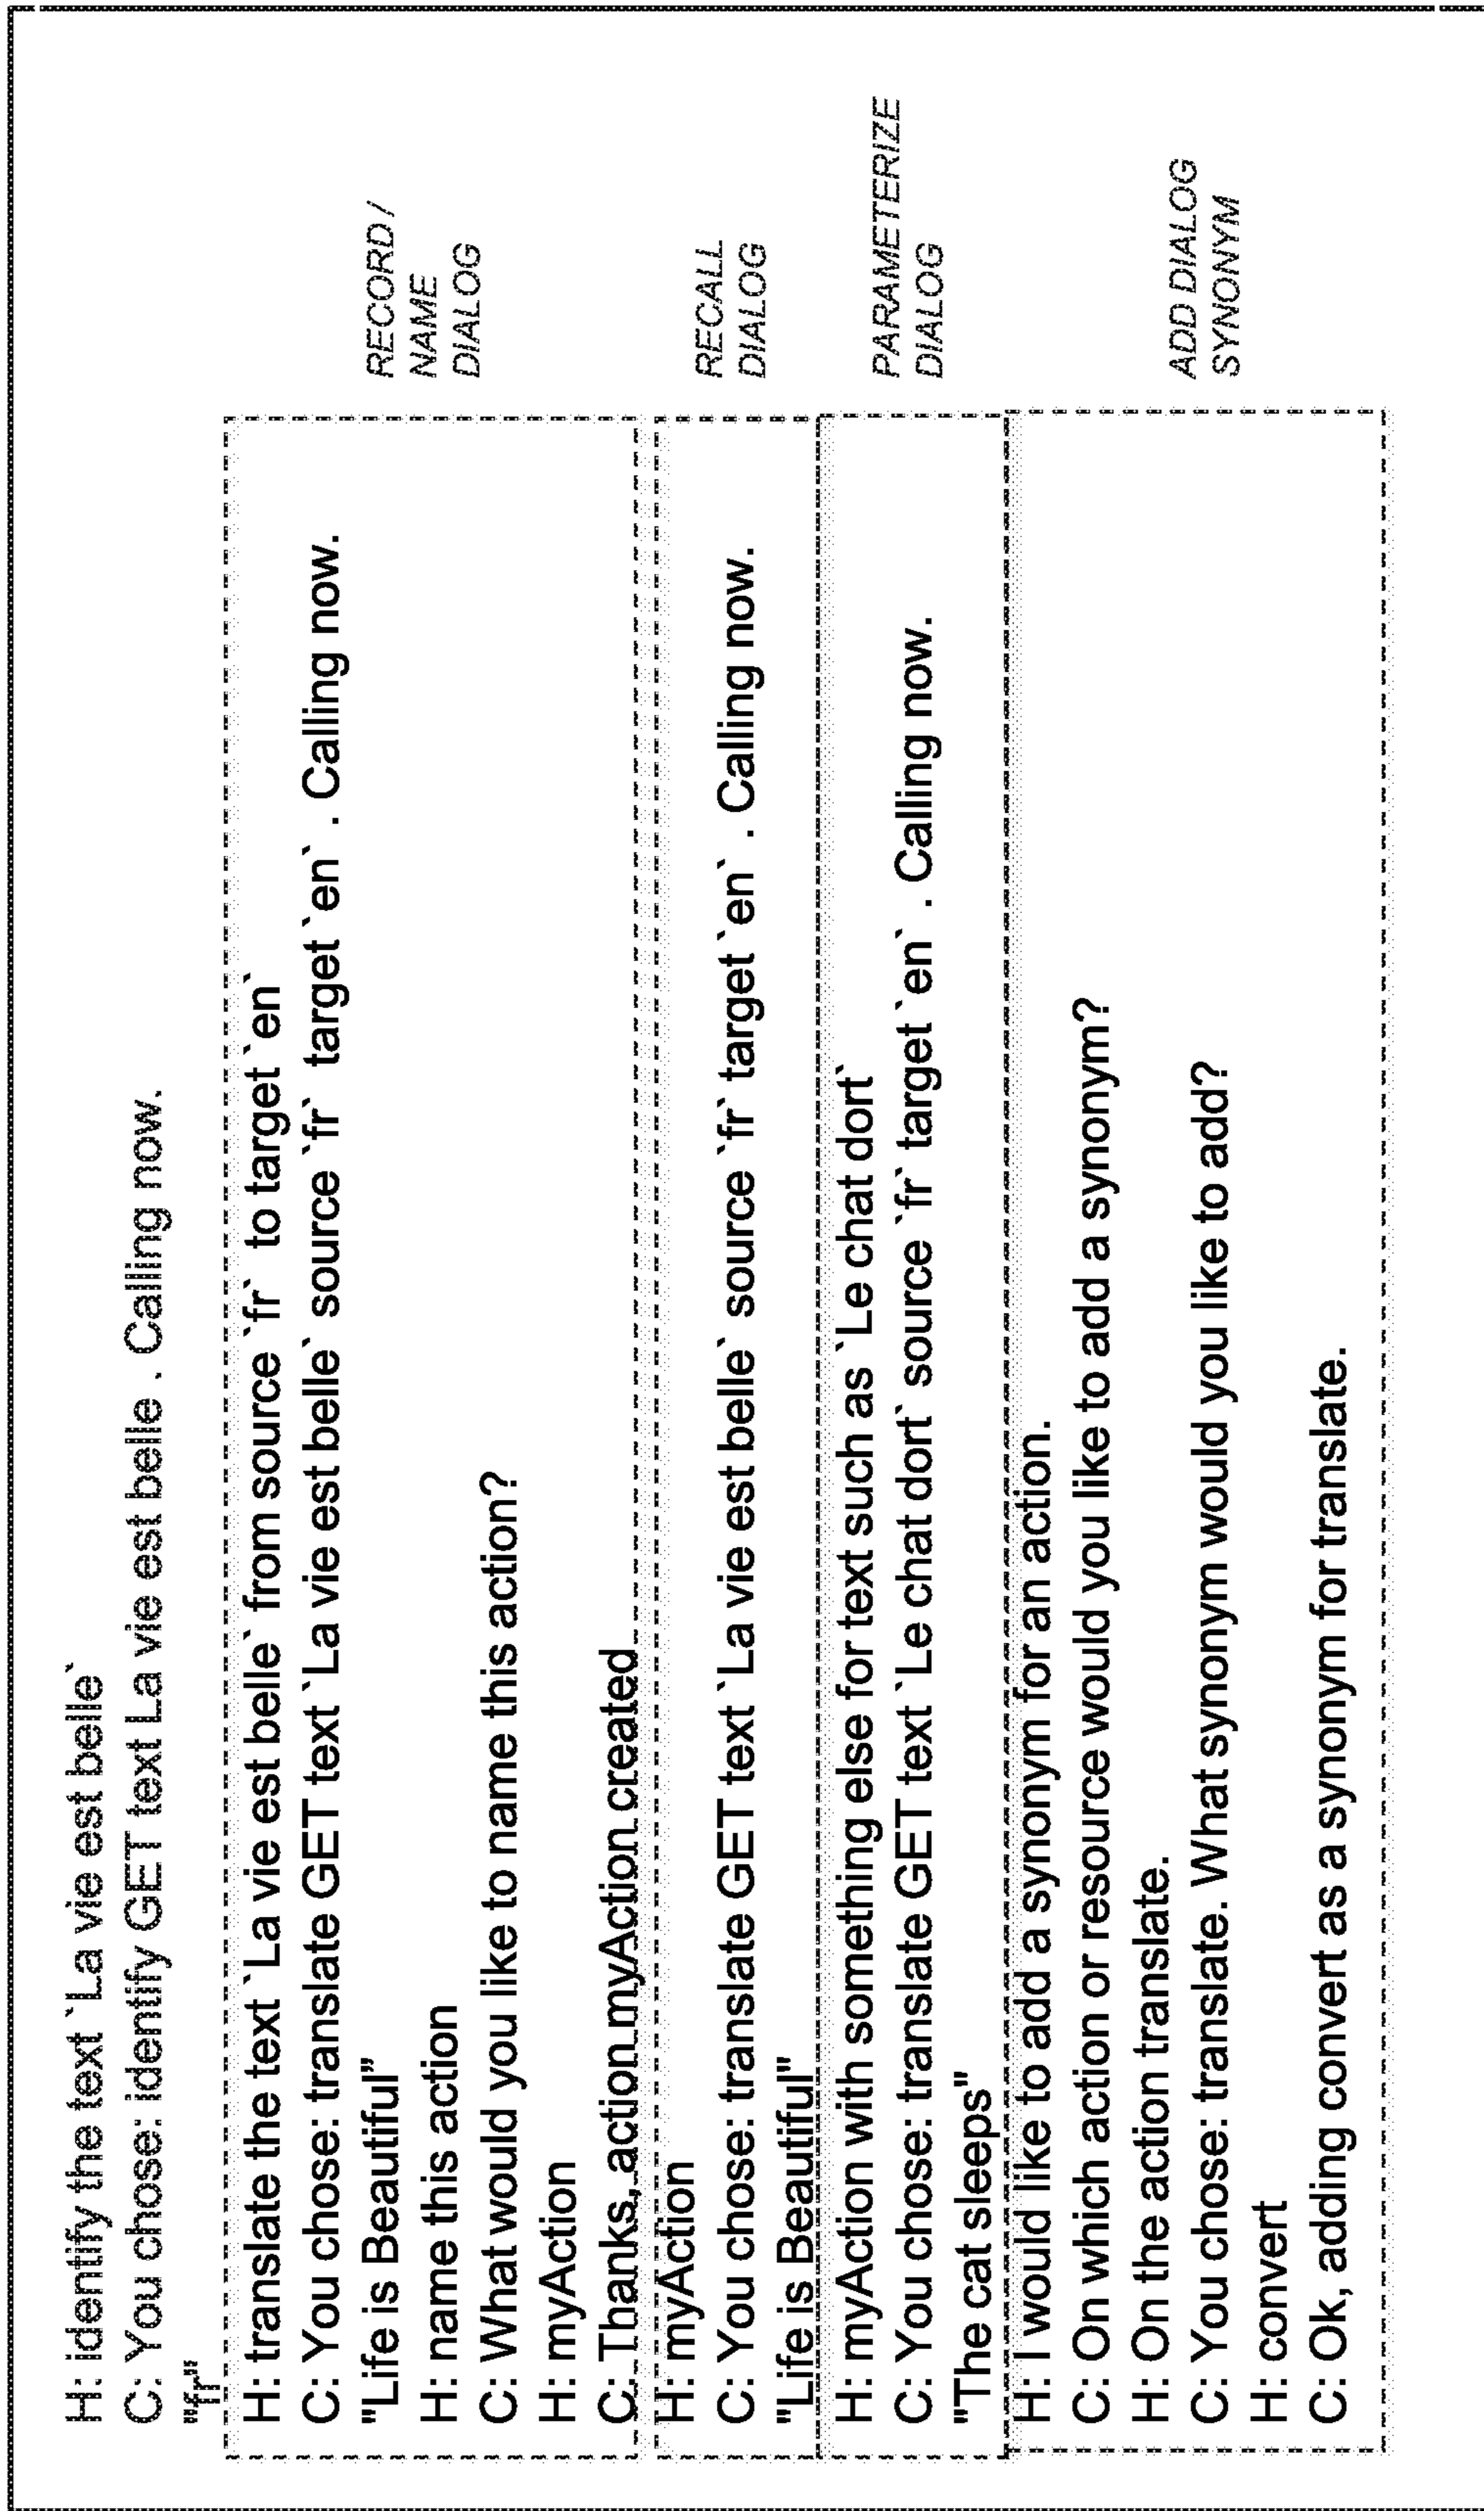 H: identify the text `La vie est belle`
C: You chose: identify GET text La vie est belle . Calling now.
"fr"
H: translate the text `La vie est belle` from source `fr` to target `en`
C: You chose: translate GET text `La vie est belle` source `fr` target `en` . Calling now.
"Life is Beautiful"
H: name this action
C: What would you like to name this action?
H: myAction
C: Thanks, action myAction created
RECORD /
NAME
DIALOG
H: myAction
C: You chose: translate GET text `La vie est belle` source `fr` target `en` . Calling now.
"Life is Beautiful"
RECALL
DIALOG
H: myAction with something else for text such as `Le chat dort`
C: You chose: translate GET text `Le chat dort` source `fr` target `en` . Calling now.
"The cat sleeps"
PARAMETERIZE
DIALOG
H: I would like to add a synonym for an action.
C: On which action or resource would you like to add a synonym?
H: On the action translate.
C: You chose: translate. What synonym would you like to add?
H: convert
C: Ok, adding convert as a synonym for translate.
ADD DIALOG
SYNONYM